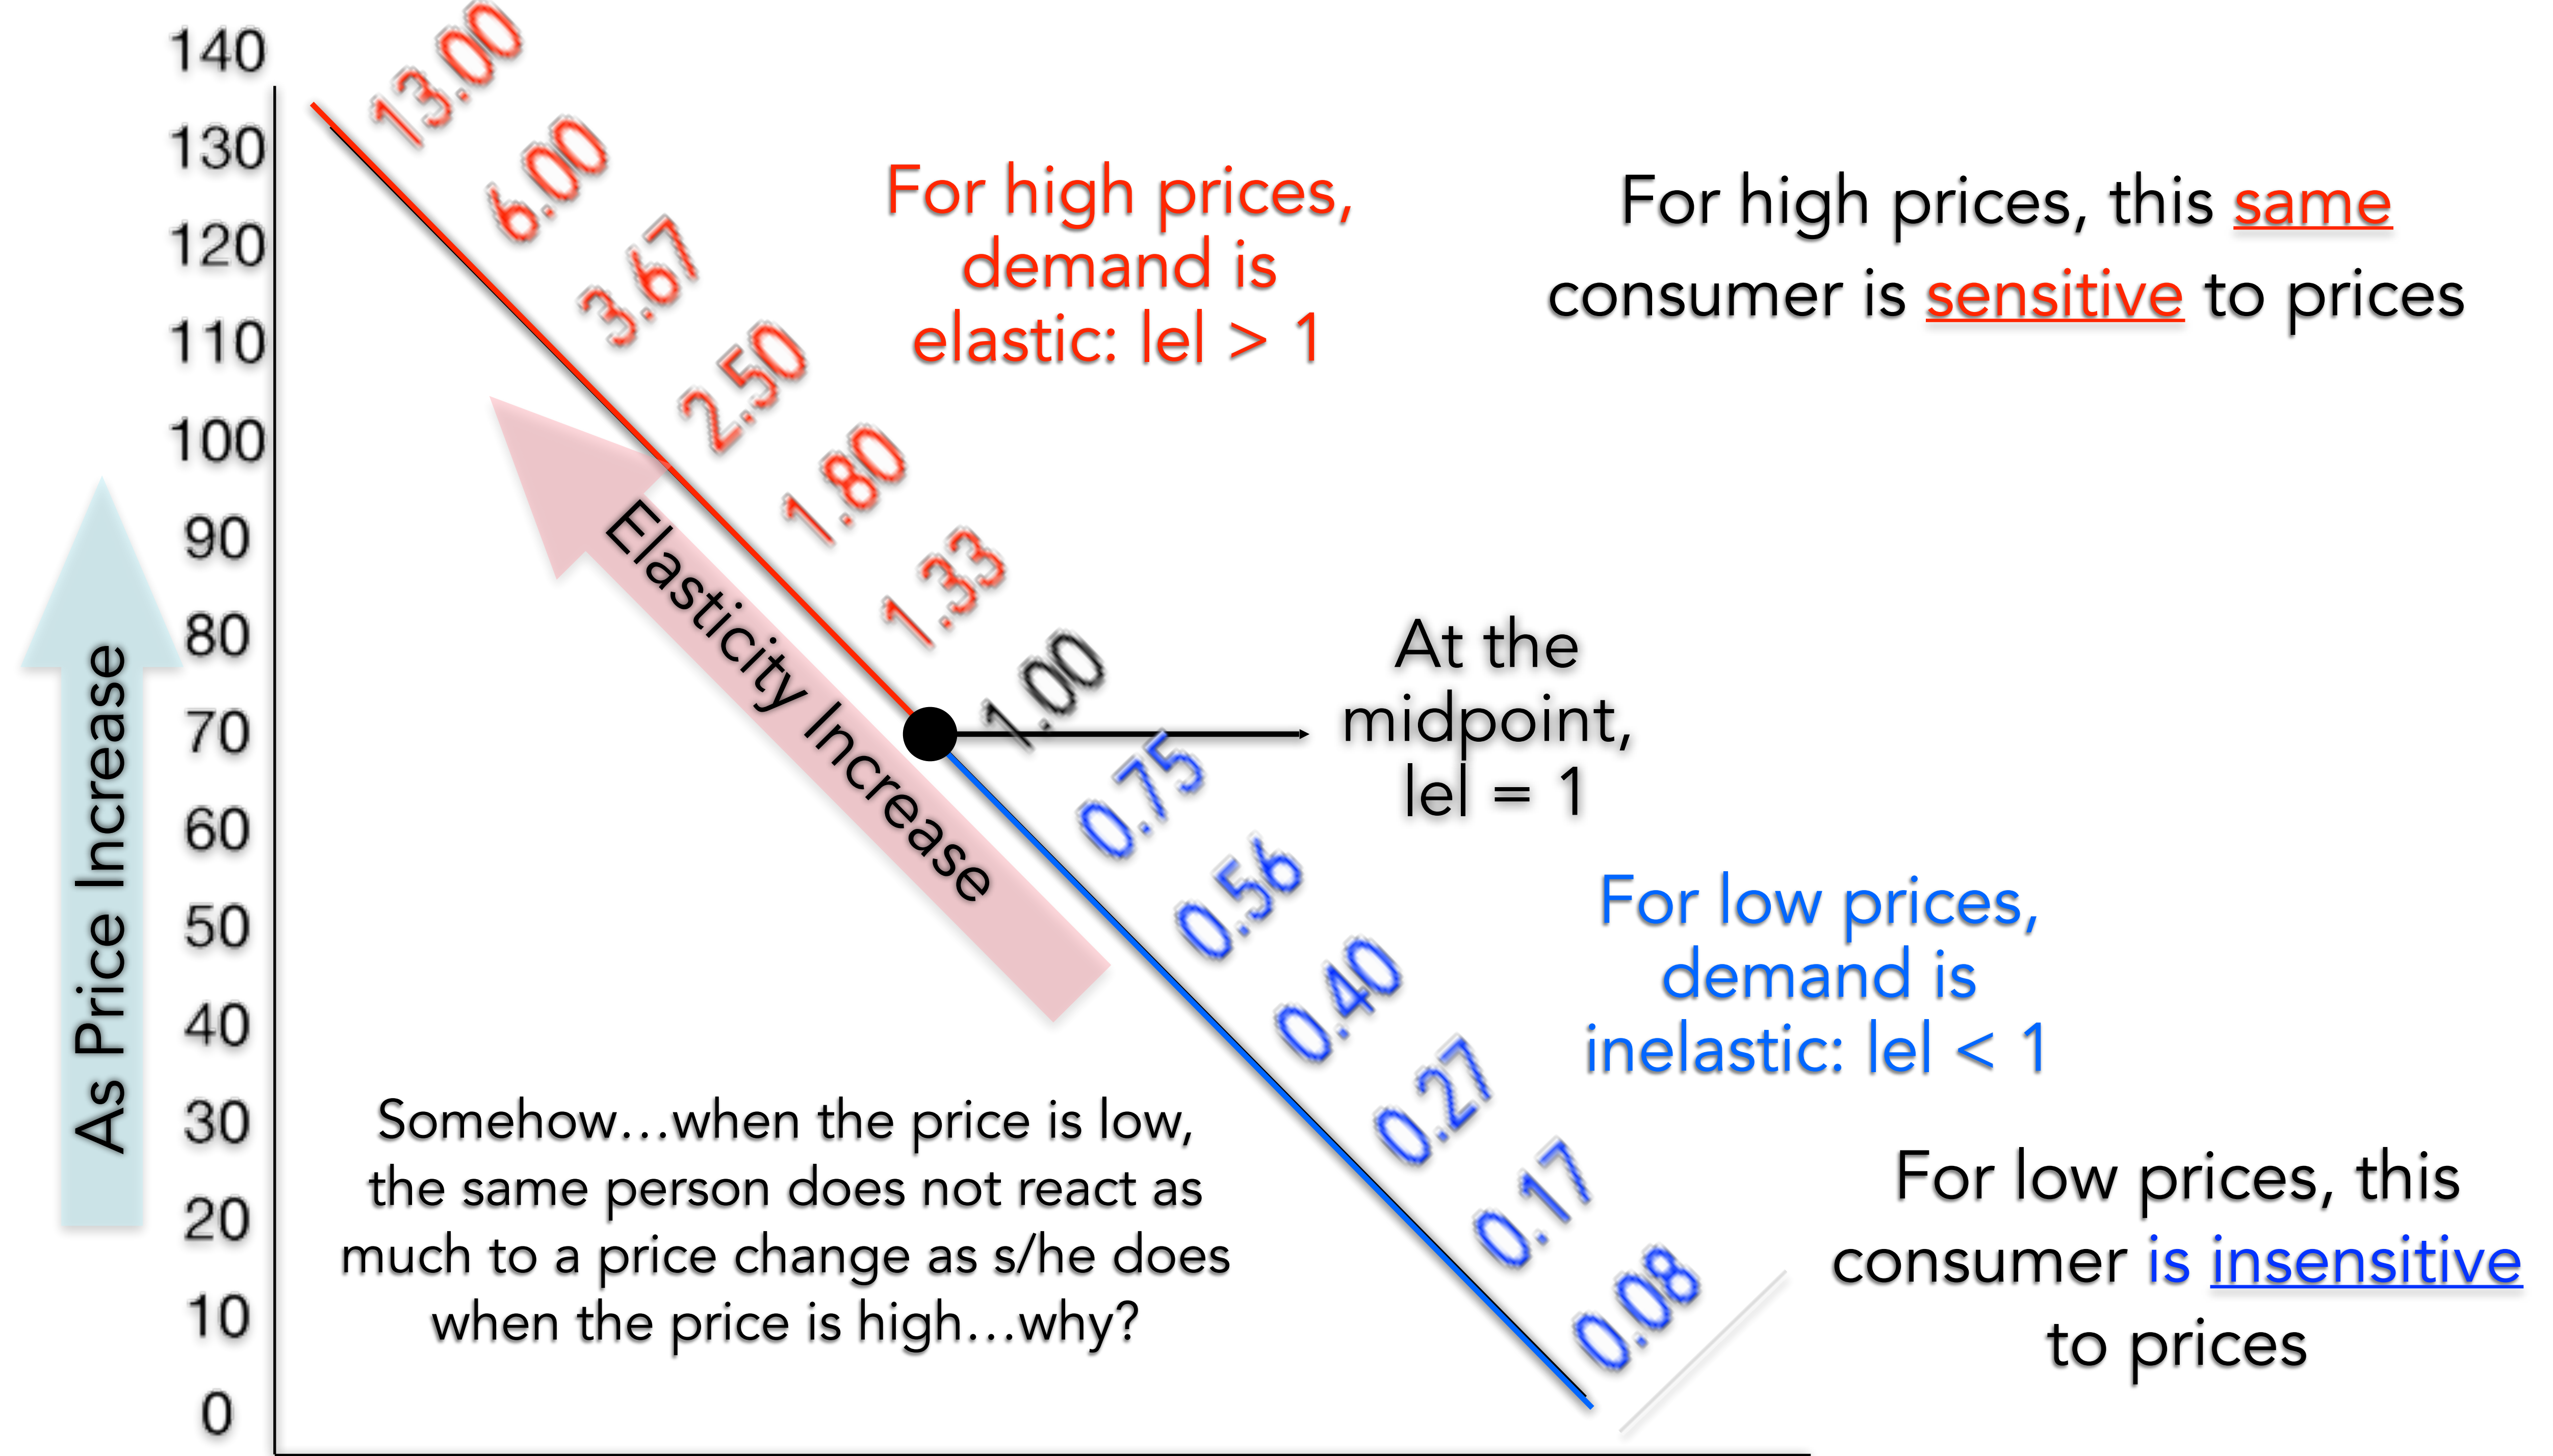 140
130
120
110
100
90
80
70
60
50
40
30
20
10
0
As Price Increase
Elasticity Increase
13.00
6.00
3.67
2.50
1.80
1.33
1.00
0.75
0.56
0.40
0.27
0.17
0.08
For high prices,
demand is
elastic: lel > 1
For high prices, this same
consumer is sensitive to prices
At the
midpoint,
lel = 1
For low prices,
demand is
inelastic: lel < 1
Somehow…when the price is low,
the same person does not react as
much to a price change as s/he does
when the price is high…why?
For low prices, this
consumer is insensitive
to prices